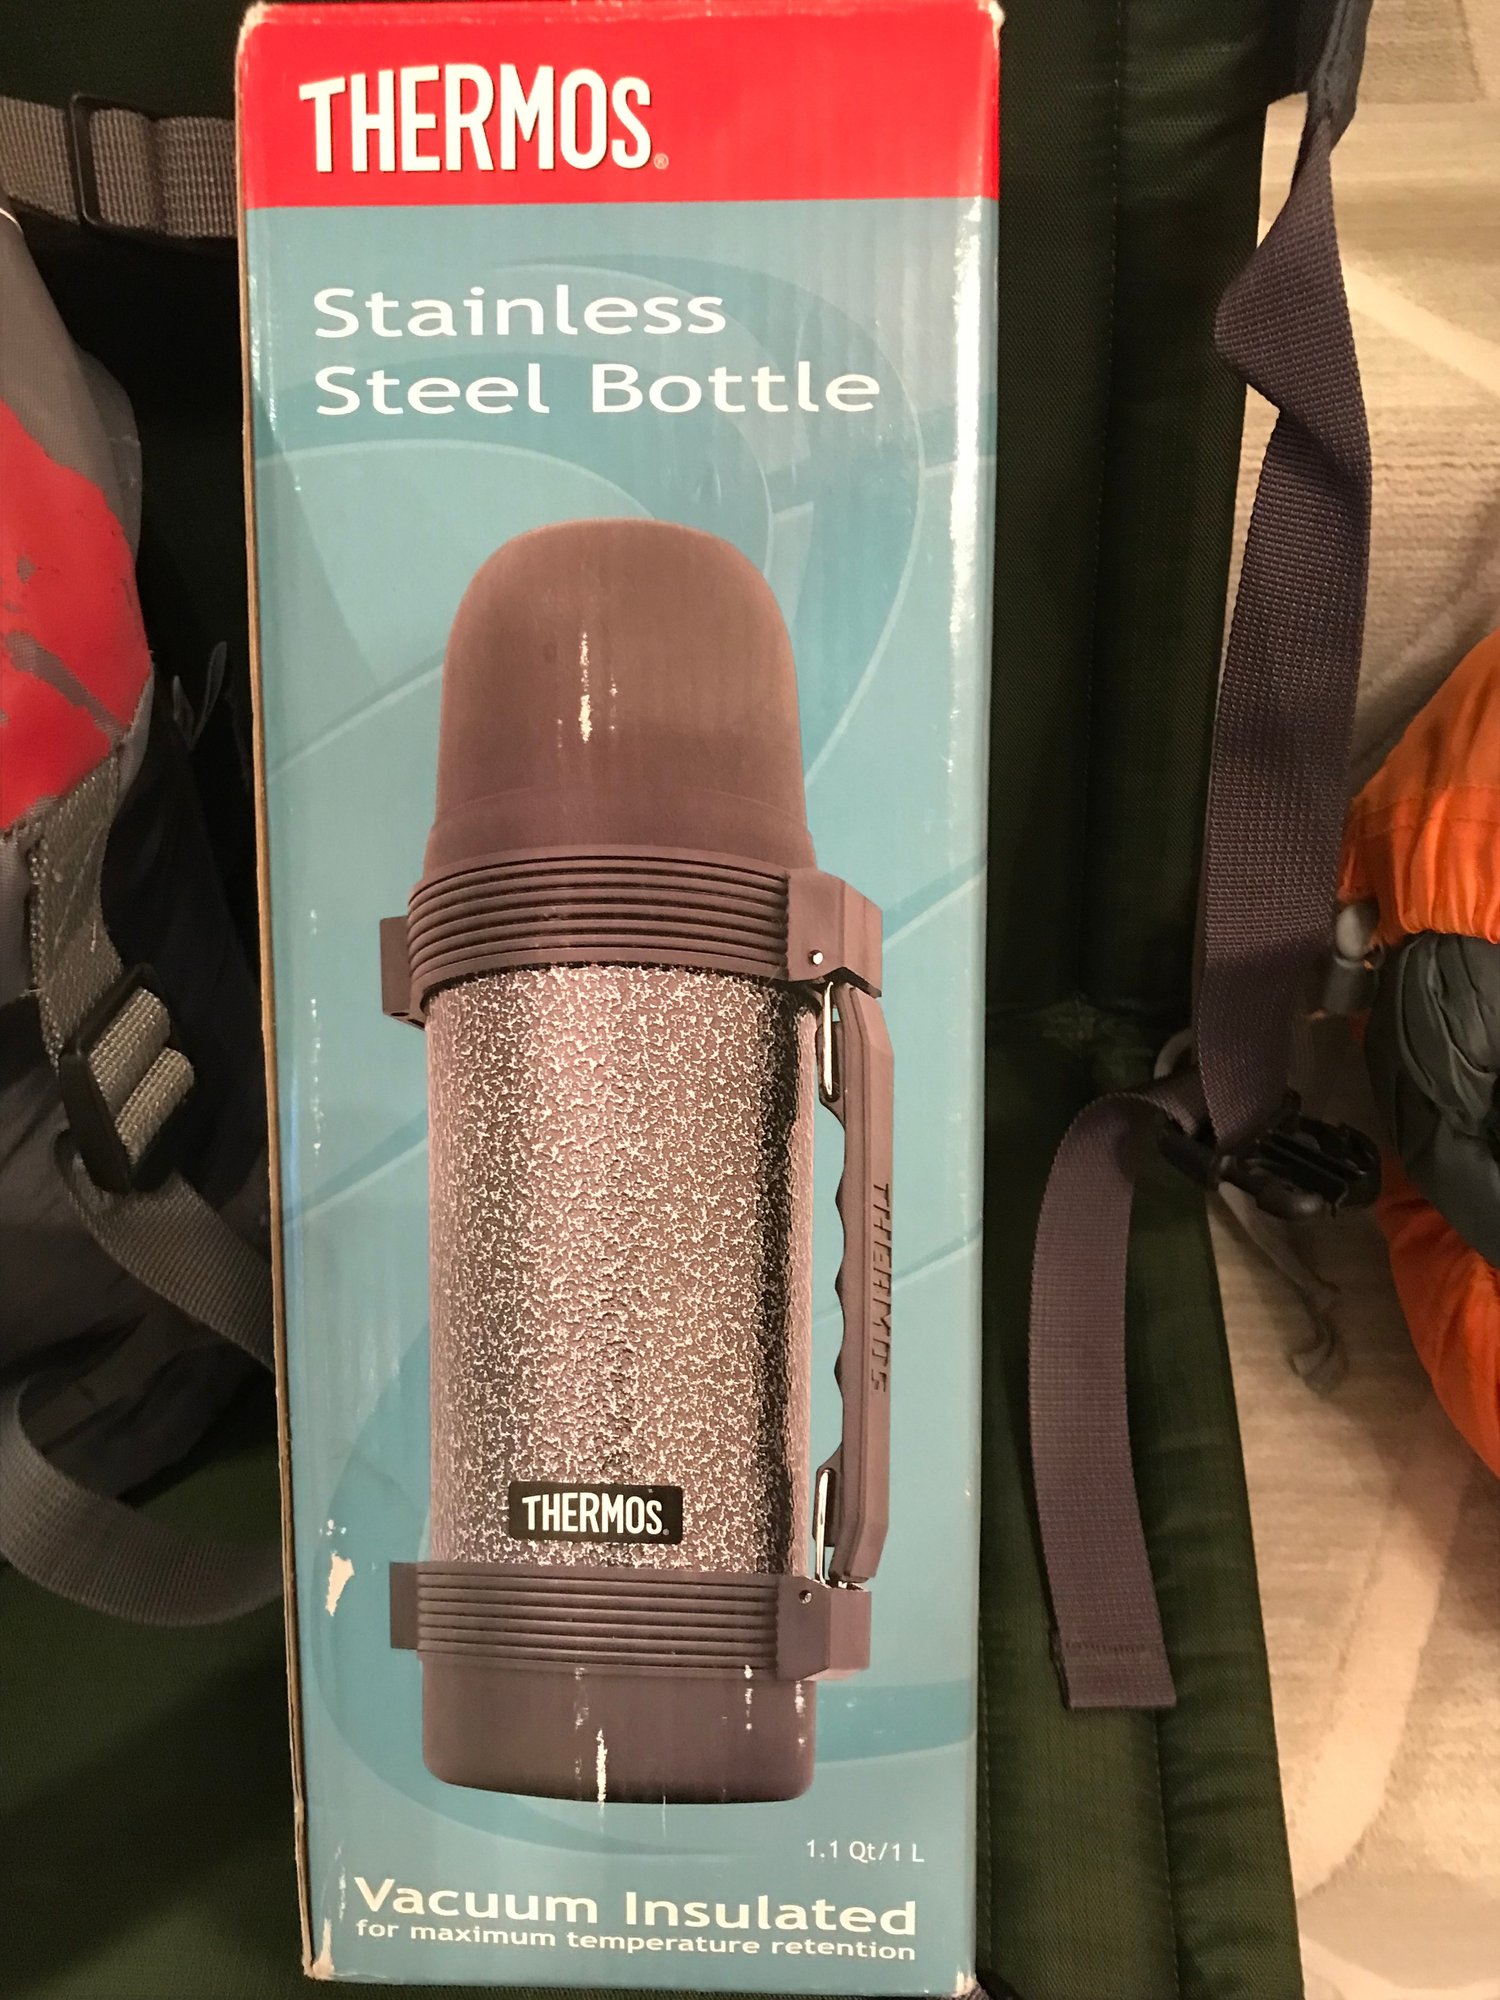 THERMOS®
Stainless
Steel Bottle
THERMOS
THERMOS
1.1 Qt/1 L
Vacuum Insulated
for maximum temperature retention